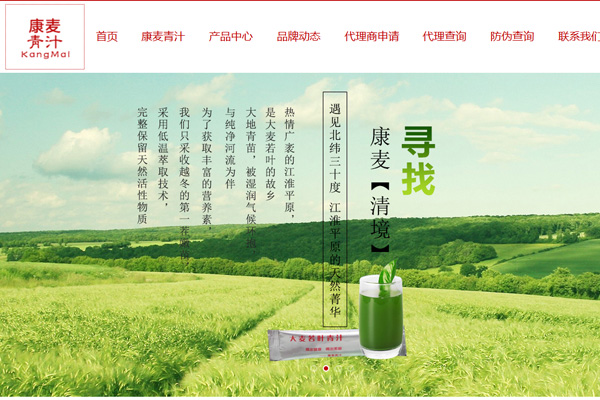 康麦
青汁
KangMai
首页
康麦青汁
产品中心
品牌动态
代理商申请
代理查询
防伪查询
联系我们
寻找
康麦【清境】
遇见北纬三十度 江淮平原的天然菁华
热情广袤的江淮平原,
是大麦若叶的故乡
大地青苗,被湿润气候
与纯净河流为伴
为了获取丰富的营养素,
我们只采收越冬的第一茬
采用低温萃取技术,
完整保留天然活性物质
大麦若叶青汁